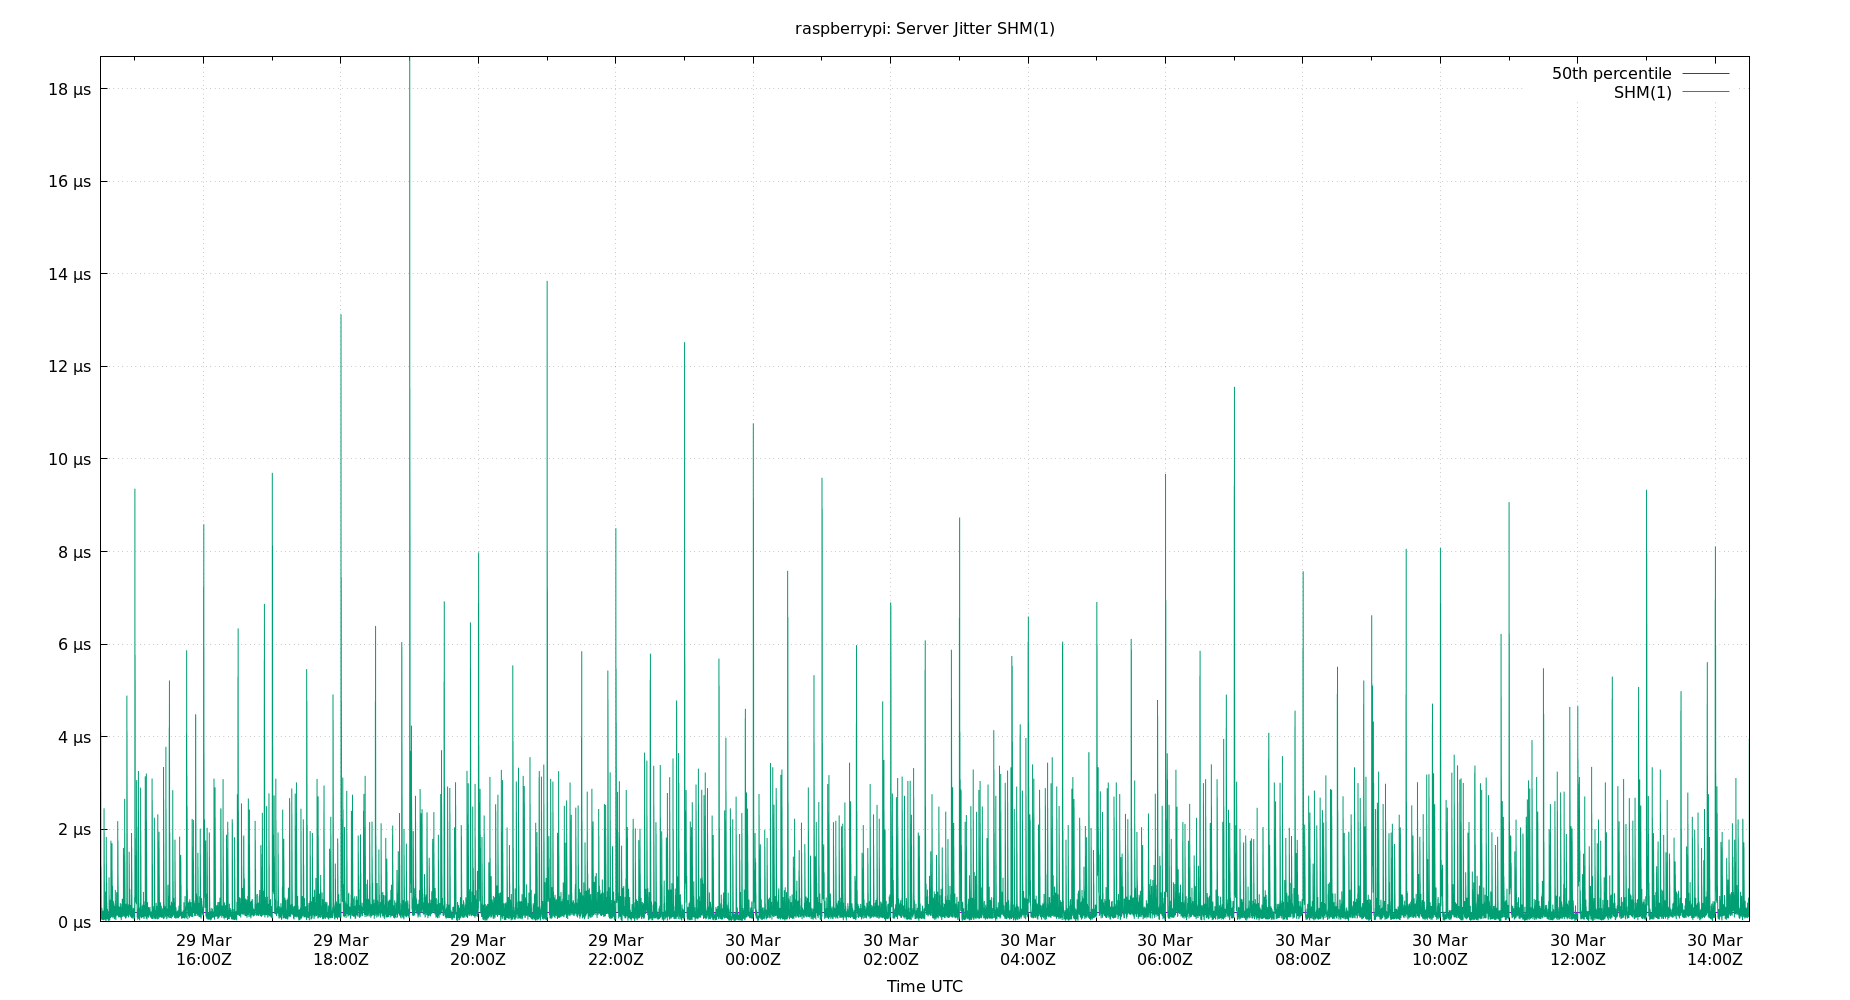 raspberrypi: Server Jitter SHM(1)
50th percentile
SHM(1)
18 µs
16 µs
14 µs
12 µs
10 µs
8 µs
6 µs
4 µs
2 µs
0 µs
29 Mar 29 Mar 29 Mar 29 Mar 30 Mar 30 Mar 30 Mar 30 Mar 30 Mar 30 Mar 30 Mar 30 Mar
16:00Z 18:00Z 20:00Z 22:00Z 00:00Z 02:00Z 04:00Z 06:00Z 08:00Z 10:00Z 12:00Z 14:00Z
Time UTC